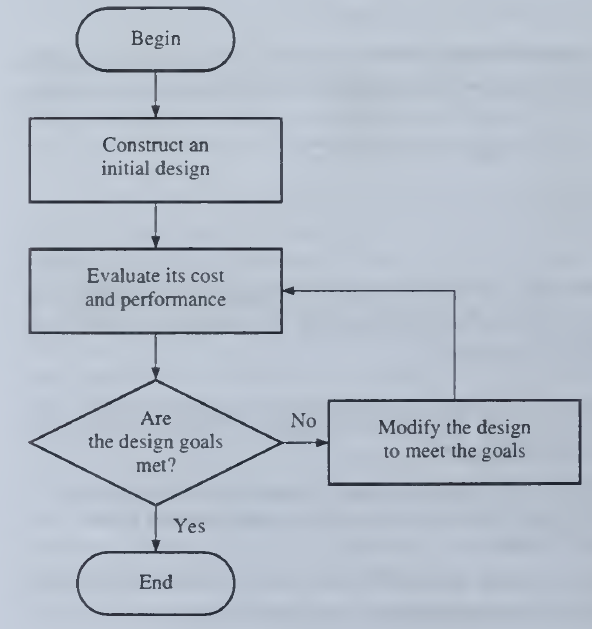 Begin
Construct an
initial design
Evaluate its cost
and performance
Are
the design goals
met?
No
Modify the design
to meet the goals
Yes
End